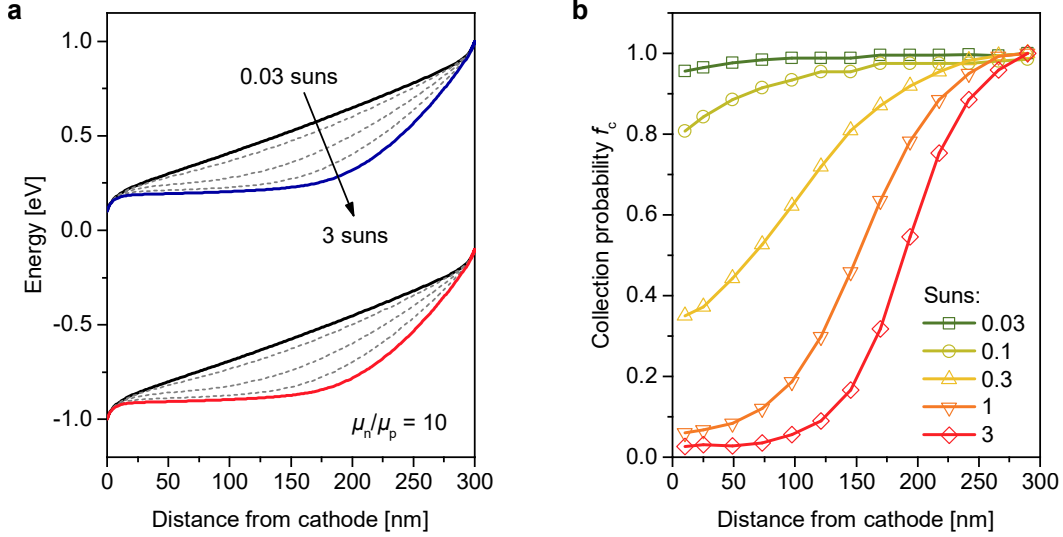 a
Energy [eV]
1.0
0.5
0.0
-0.5
-1.0
0.03 suns
3 suns
μn/μp = 10
0 50 100 150 200 250 300
Distance from cathode [nm]
b
Collection probability fc
1.0
0.8
0.6
0.4
0.2
0.0
Suns:
0.03
0.1
0.3
1
3
0 50 100 150 200 250 300
Distance from cathode [nm]